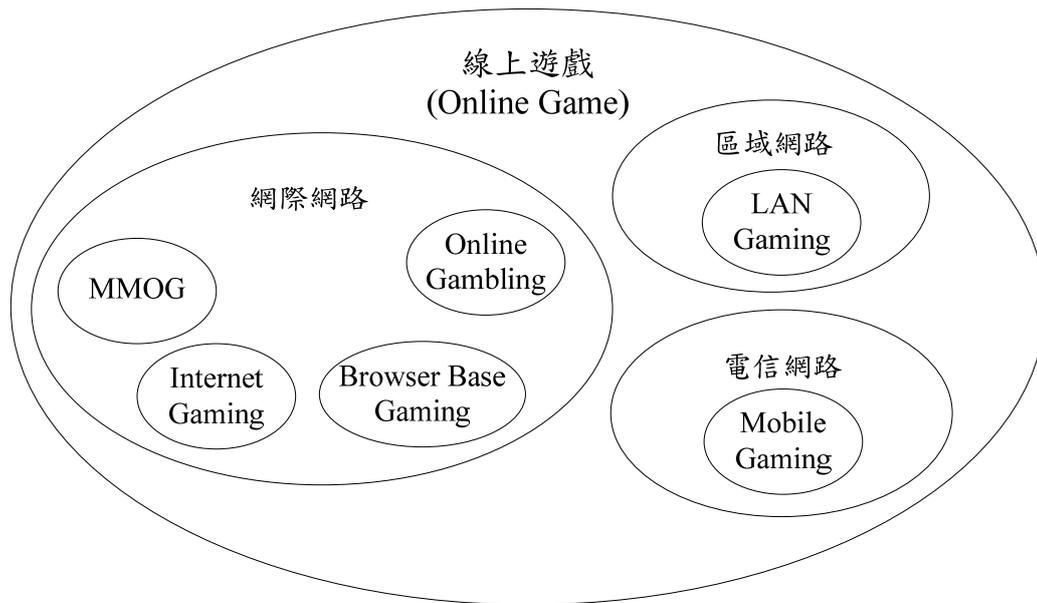 線上遊戲
(Online Game)
網際網路
MMOG
Online
Gambling
Internet
Gaming
Browser Base
Gaming
區域網路
LAN
Gaming
電信網路
Mobile
Gaming